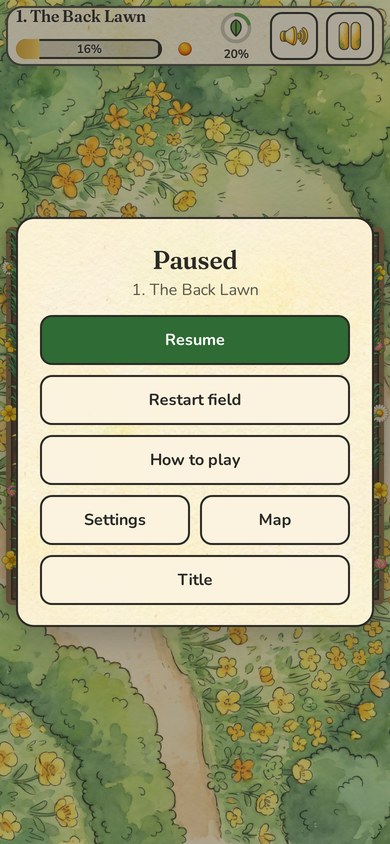 1. The Back Lawn
16%
20%
Paused
1. The Back Lawn
Resume
Restart field
How to play
Settings
Map
Title